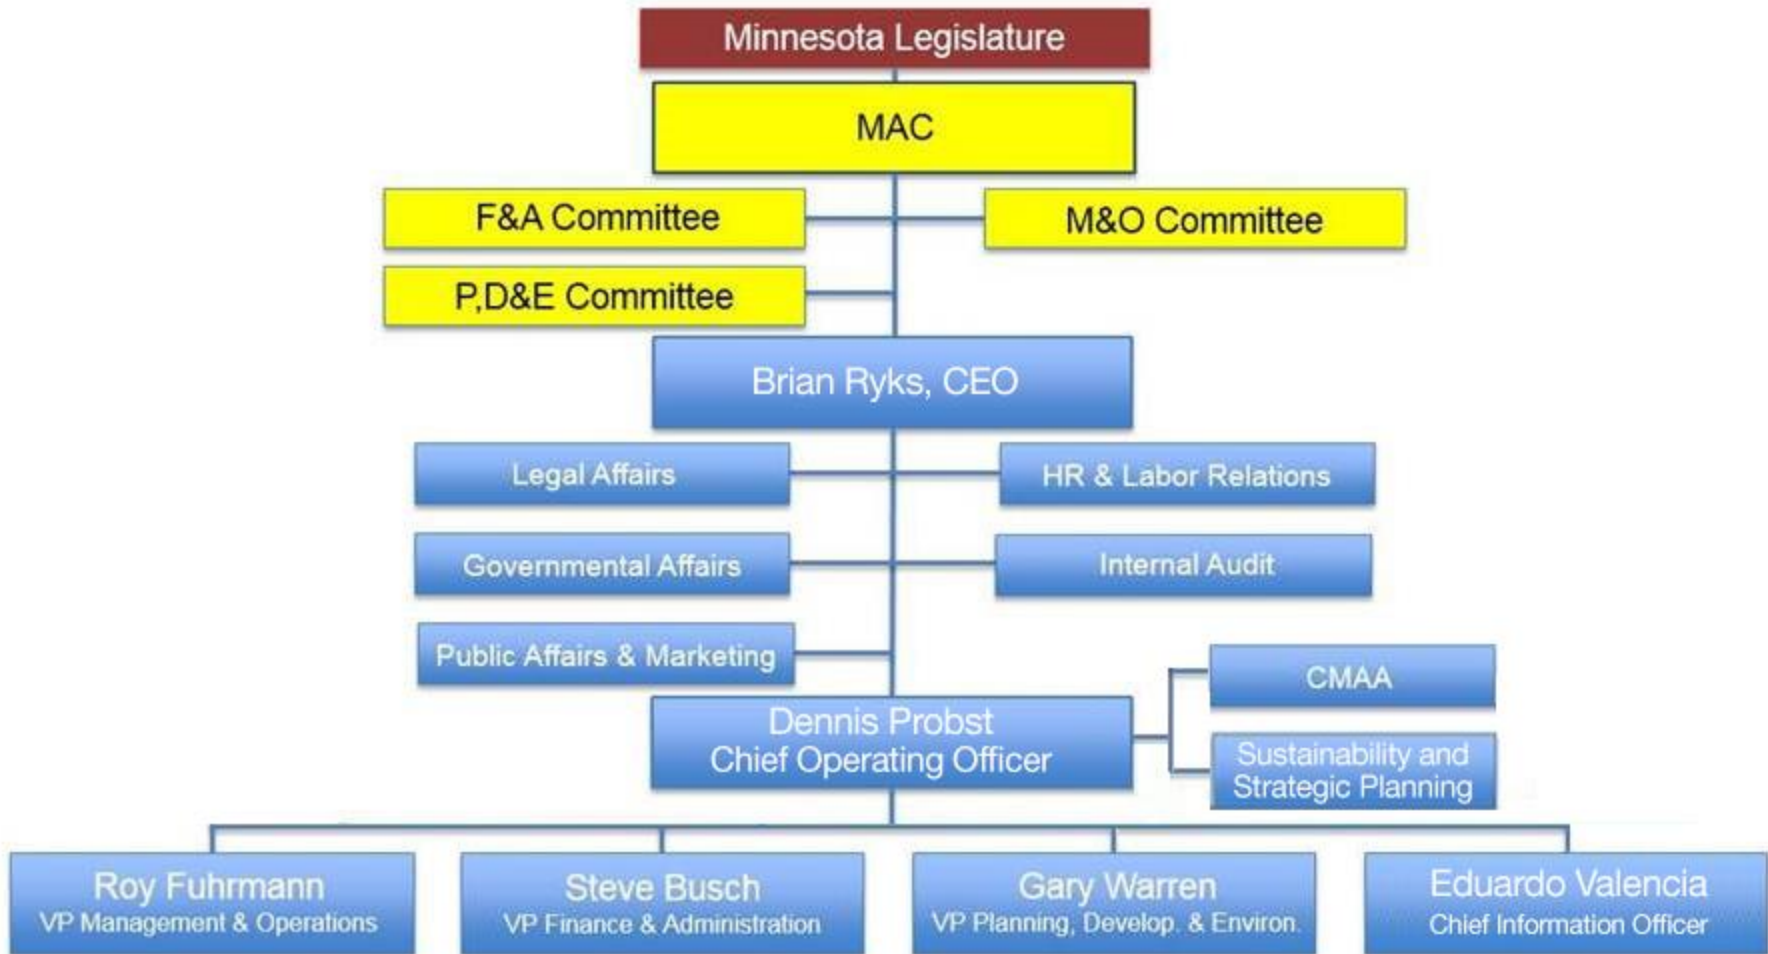 Minnesota Legislature
MAC
F&A Committee
M&O Committee
P,D&E Committee
Brian Ryks, CEO
Legal Affairs
HR & Labor Relations
Governmental Affairs
Internal Audit
Public Affairs & Marketing
CMAA
Dennis Probst
Chief Operating Officer
Sustainability and
Strategic Planning
Roy Fuhrmann
VP Management & Operations
Steve Busch
VP Finance & Administration
Gary Warren
VP Planning, Develop. & Environ.
Eduardo Valencia
Chief Information Officer